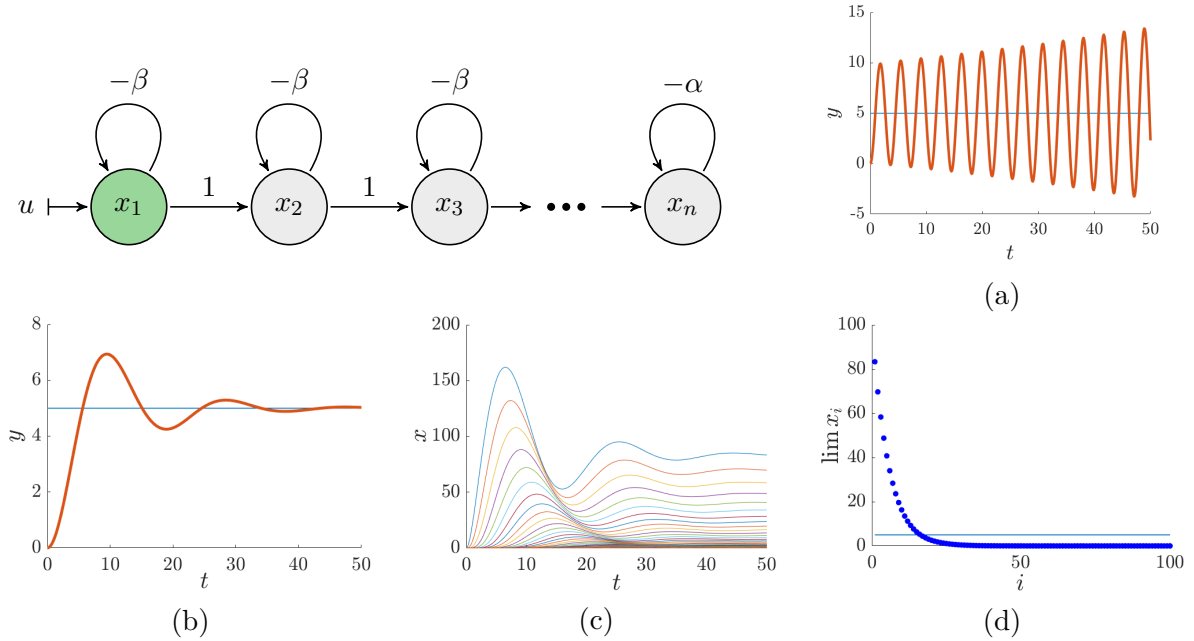 −β −β −β −α
u x₁ 1 x₂ 1 x₃ ••• xₙ
15
10
5
0
-5
y
0 10 20 30 40 50
t
(a)
8
6
4
2
0
y
0 10 20 30 40 50
t
(b)
200
150
100
50
0
x
0 10 20 30 40 50
t
(c)
100
80
60
40
20
0
lim xᵢ
0 50 100
i
(d)